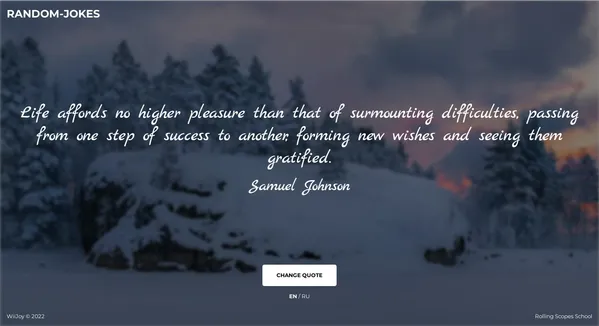 RANDOM-JOKES
Life affords no higher pleasure than that of surmounting difficulties, passing
from one step of success to another, forming new wishes and seeing them
gratified.
Samuel Johnson
CHANGE QUOTE
EN / RU
WiiJoy © 2022
Rolling Scopes School